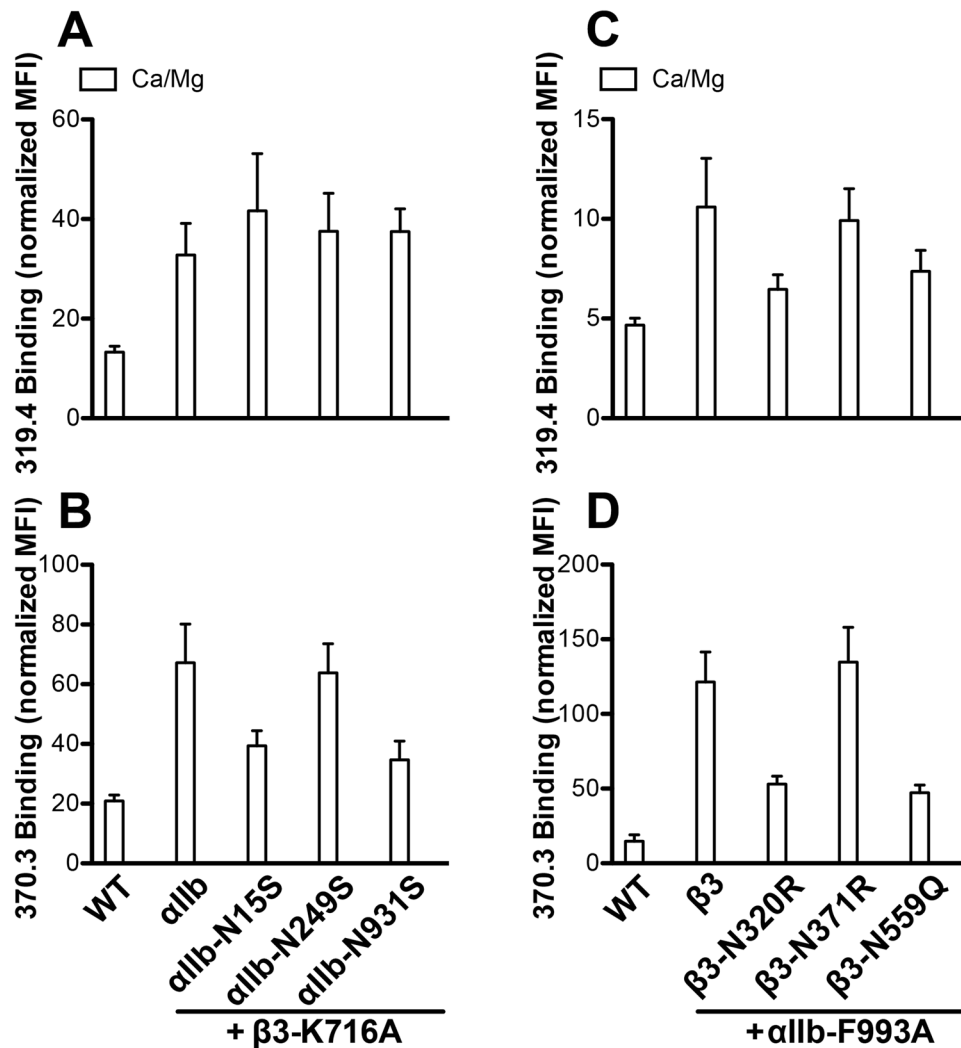 A
Ca/Mg
319.4 Binding (normalized MFI)
60
40
20
0
B
370.3 Binding (normalized MFI)
100
80
60
40
20
0
WT
αIIb
αIIb-N15S
αIIb-N249S
αIIb-N931S
+ β3-K716A
C
Ca/Mg
319.4 Binding (normalized MFI)
15
10
5
0
D
370.3 Binding (normalized MFI)
200
150
100
50
0
WT
β3
β3-N320R
β3-N371R
β3-N559Q
+αIIb-F993A